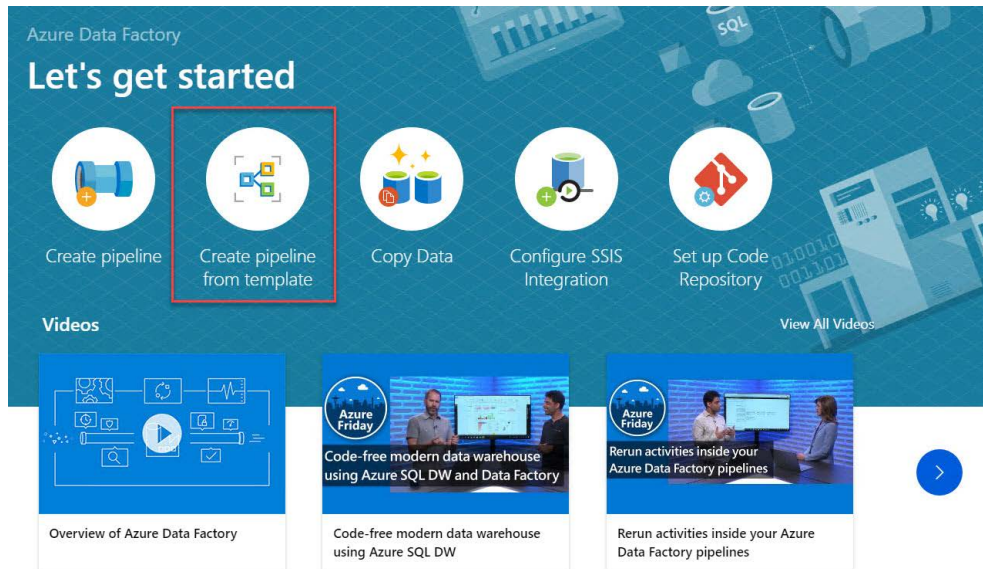 Azure Data Factory
Let's get started
SQL
Create pipeline
Create pipeline
from template
Copy Data
Configure SSIS
Integration
Set up Code
Repository
Videos
View All Videos
Azure
Friday
Code-free modern data warehouse
using Azure SQL DW and Data Factory
Azure
Friday
Rerun activities inside your
Azure Data Factory pipelines
Overview of Azure Data Factory
Code-free modern data warehouse
using Azure SQL DW
Rerun activities inside your Azure
Data Factory pipelines